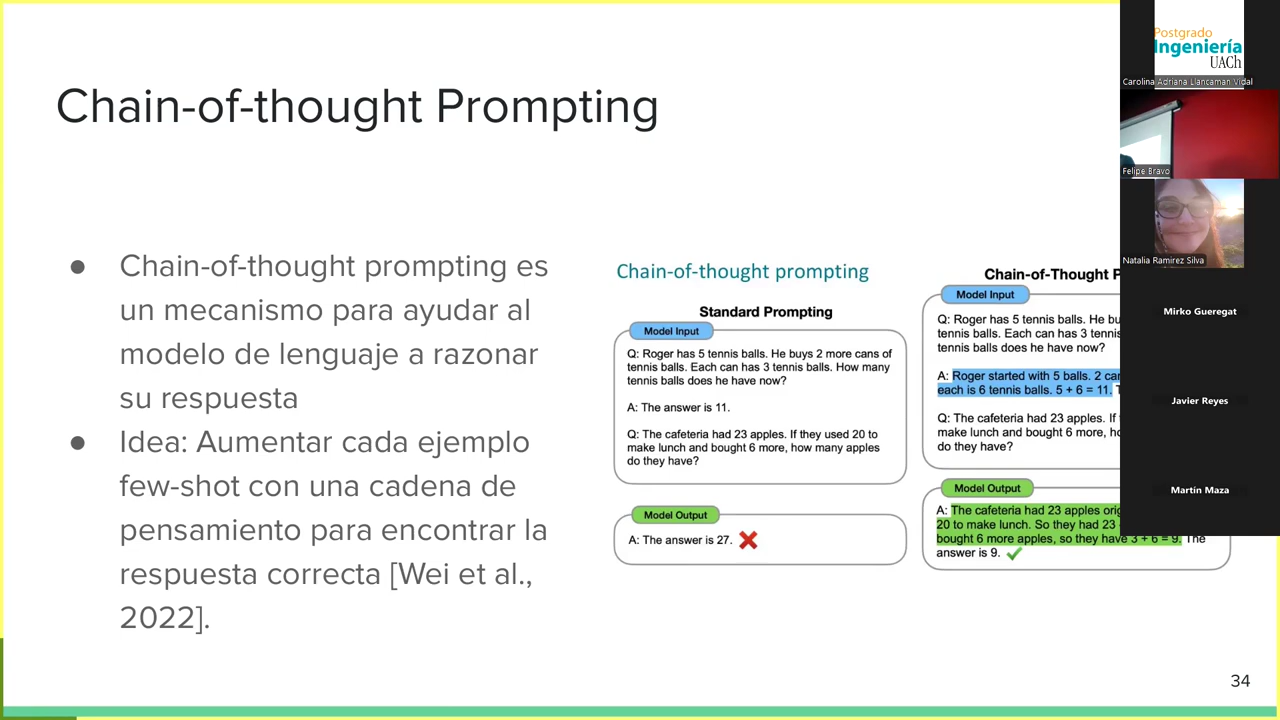 Chain-of-thought Prompting
● Chain-of-thought prompting es
un mecanismo para ayudar al
modelo de lenguaje a razonar
su respuesta
● Idea: Aumentar cada ejemplo
few-shot con una cadena de
pensamiento para encontrar la
respuesta correcta [Wei et al.,
2022].
Chain-of-thought prompting
Standard Prompting
Model Input
Q: Roger has 5 tennis balls. He buys 2 more cans of
tennis balls. Each can has 3 tennis balls. How many
tennis balls does he have now?
A: The answer is 11.
Q: The cafeteria had 23 apples. If they used 20 to
make lunch and bought 6 more, how many apples
do they have?
Model Output
A: The answer is 27.
Chain-of-Thought P
Model Input
Q: Roger has 5 tennis balls. He bu
tennis balls. Each can has 3 tennis
tennis balls does he have now?
A: Roger started with 5 balls. 2 can
each is 6 tennis balls. 5 + 6 = 11.
Q: The cafeteria had 23 apples. If
make lunch and bought 6 more, ho
do they have?
Model Output
A: The cafeteria had 23 apples orig
20 to make lunch. So they had 23
bought 6 more apples, so they have 3 + 6 = 9. The
answer is 9.
34
Postgrado
Ingeniería
UACh
Carolina Adriana Llancaman Vidal
Felipe Bravo
Natalia Ramirez Silva
Mirko Gueregat
Javier Reyes
Martín Maza